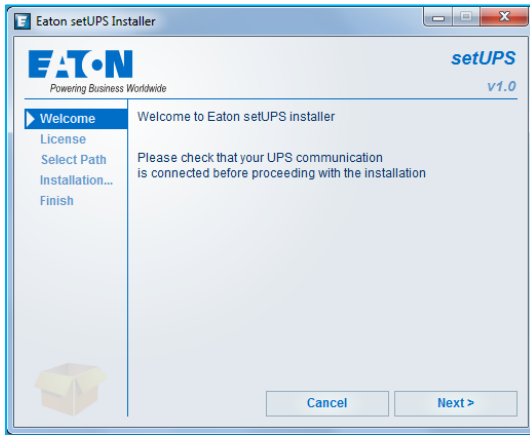 Eaton setUPS Installer
EATON
Powering Business Worldwide
setUPS
v1.0
Welcome
License
Select Path
Installation...
Finish
Welcome to Eaton setUPS installer
Please check that your UPS communication
is connected before proceeding with the installation
Cancel
Next >